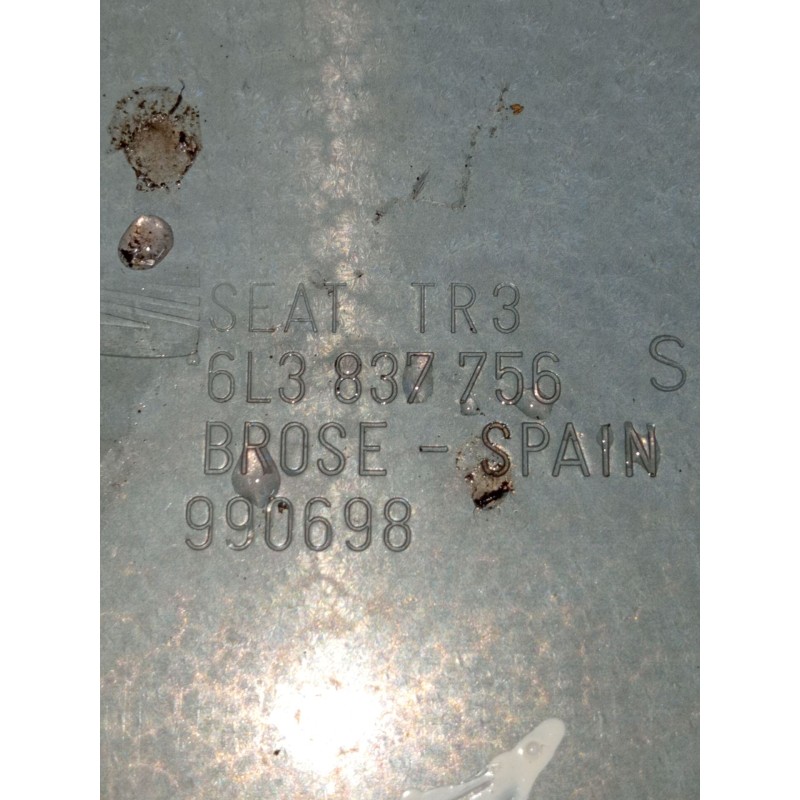 SEAT TR3
6L3 837 756 S
BROSE - SPAIN
990698